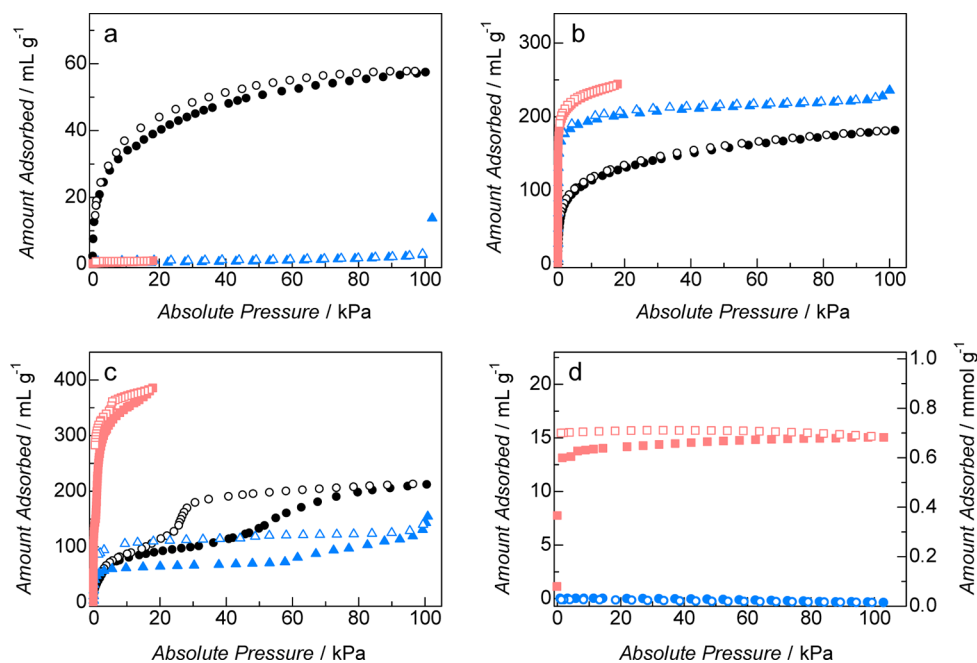 a
Amount Adsorbed / mL g-1
60
40
20
0
0 20 40 60 80 100
Absolute Pressure / kPa
b
Amount Adsorbed / mL g-1
300
200
100
0
0 20 40 60 80 100
Absolute Pressure / kPa
c
Amount Adsorbed / mL g-1
400
300
200
100
0
0 20 40 60 80 100
Absolute Pressure / kPa
d
Amount Adsorbed / mL g-1
20
15
10
5
0
0 20 40 60 80 100
Absolute Pressure / kPa
1.0
0.8
0.6
0.4
0.2
0.0
Amount Adsorbed / mmol g-1